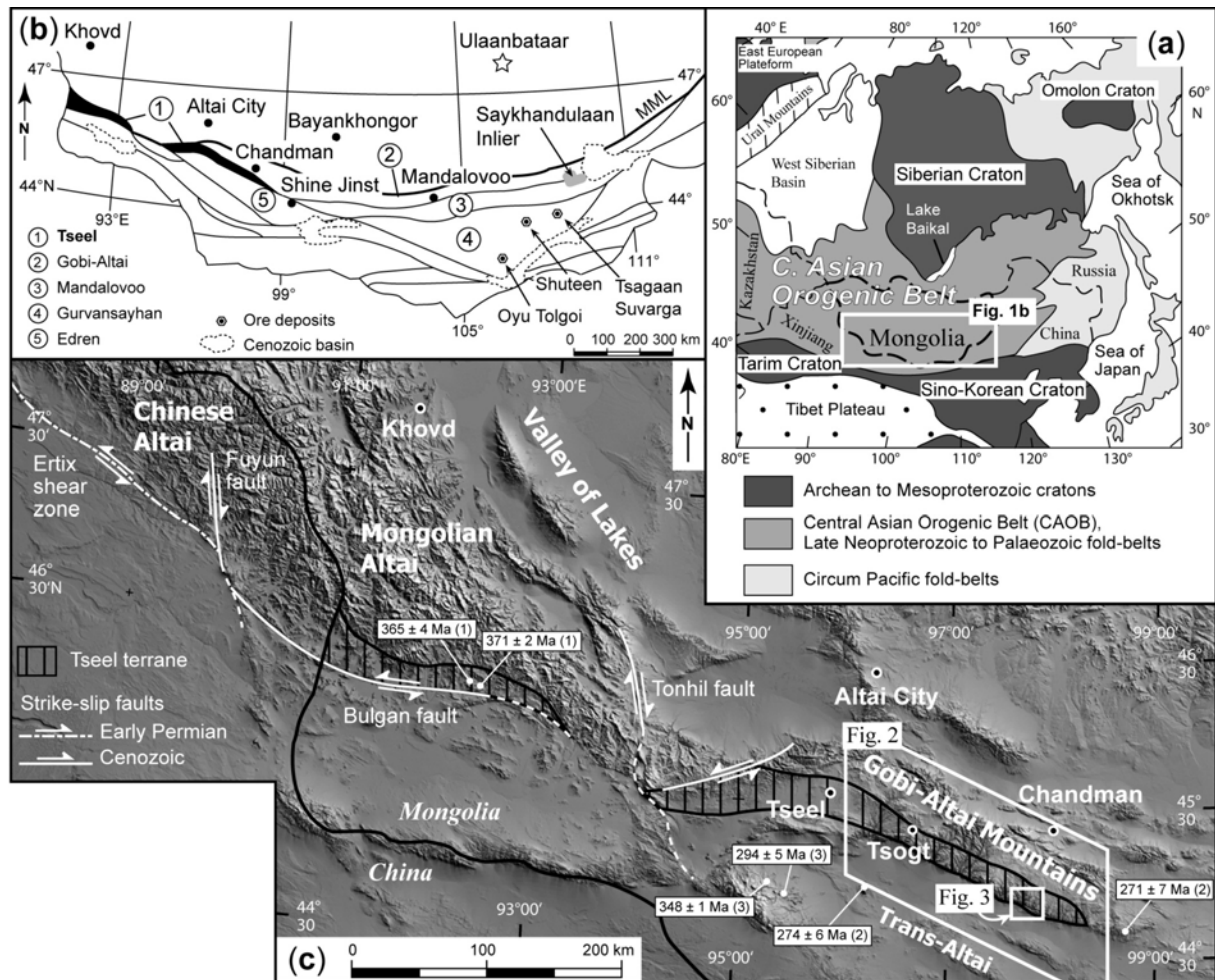 (b)
Khovd
47°
Ulaanbataar
47°
N
1
Altai City
Bayankhongor
Saykhandulaan
Inlier
MML
2
Chandman
Mandalovoo
Shine Jinst
44°N
5
3
44°
93°E
4
1 Tseel
2 Gobi-Altai
3 Mandalovoo
4 Gurvansayhan
5 Edren
99°
105°
111°
Shuteen
Tsagaan
Suvarga
Oyu Tolgoi
Ore deposits
Cenozoic basin
0 100 200 300 km
(a)
40°E 60° 80° 100° 120° 140° 160°
East European
Plateform
Omolon Craton
60°
60°
N
Ural Mountains
West Siberian
Basin
Siberian Craton
Sea of
Okhotsk
50°
50°
Lake
Baikal
C. Asian
Orogenic Belt
Kazakhstan
Russia
Fig. 1b
Xinjiang
Mongolia
China
40°
40°
Tarim Craton
Sea of
Japan
Sino-Korean Craton
Tibet Plateau
30°
80°E 90° 100° 110° 120° 130°
Archean to Mesoproterozoic cratons
Central Asian Orogenic Belt (CAOB),
Late Neoproterozoic to Palaeozoic fold-belts
Circum Pacific fold-belts
89°00'
91°00'
93°00'E
N
47°
30'
Chinese
Altai
Khovd
Valley of Lakes
Ertix
shear
zone
Fuyun
fault
47°
30'
Mongolian
Altai
46°
30'N
365 ± 4 Ma (1)
371 ± 2 Ma (1)
95°00'
97°00'
99°00'
46°
30'
Tseel terrane
Tonhil fault
Altai City
Strike-slip faults
Early Permian
Cenozoic
Bulgan fault
Fig. 2
Gobi-Altai Mountains
Chandman
45°
30'
Tseel
Mongolia
Tsogt
China
294 ± 5 Ma (3)
271 ± 7 Ma (2)
Fig. 3
348 ± 1 Ma (3)
274 ± 6 Ma (2)
Trans-Altai
44°
30'
93°00'
95°00'
99°00'
44°
30'
(c)
0 100 200 km